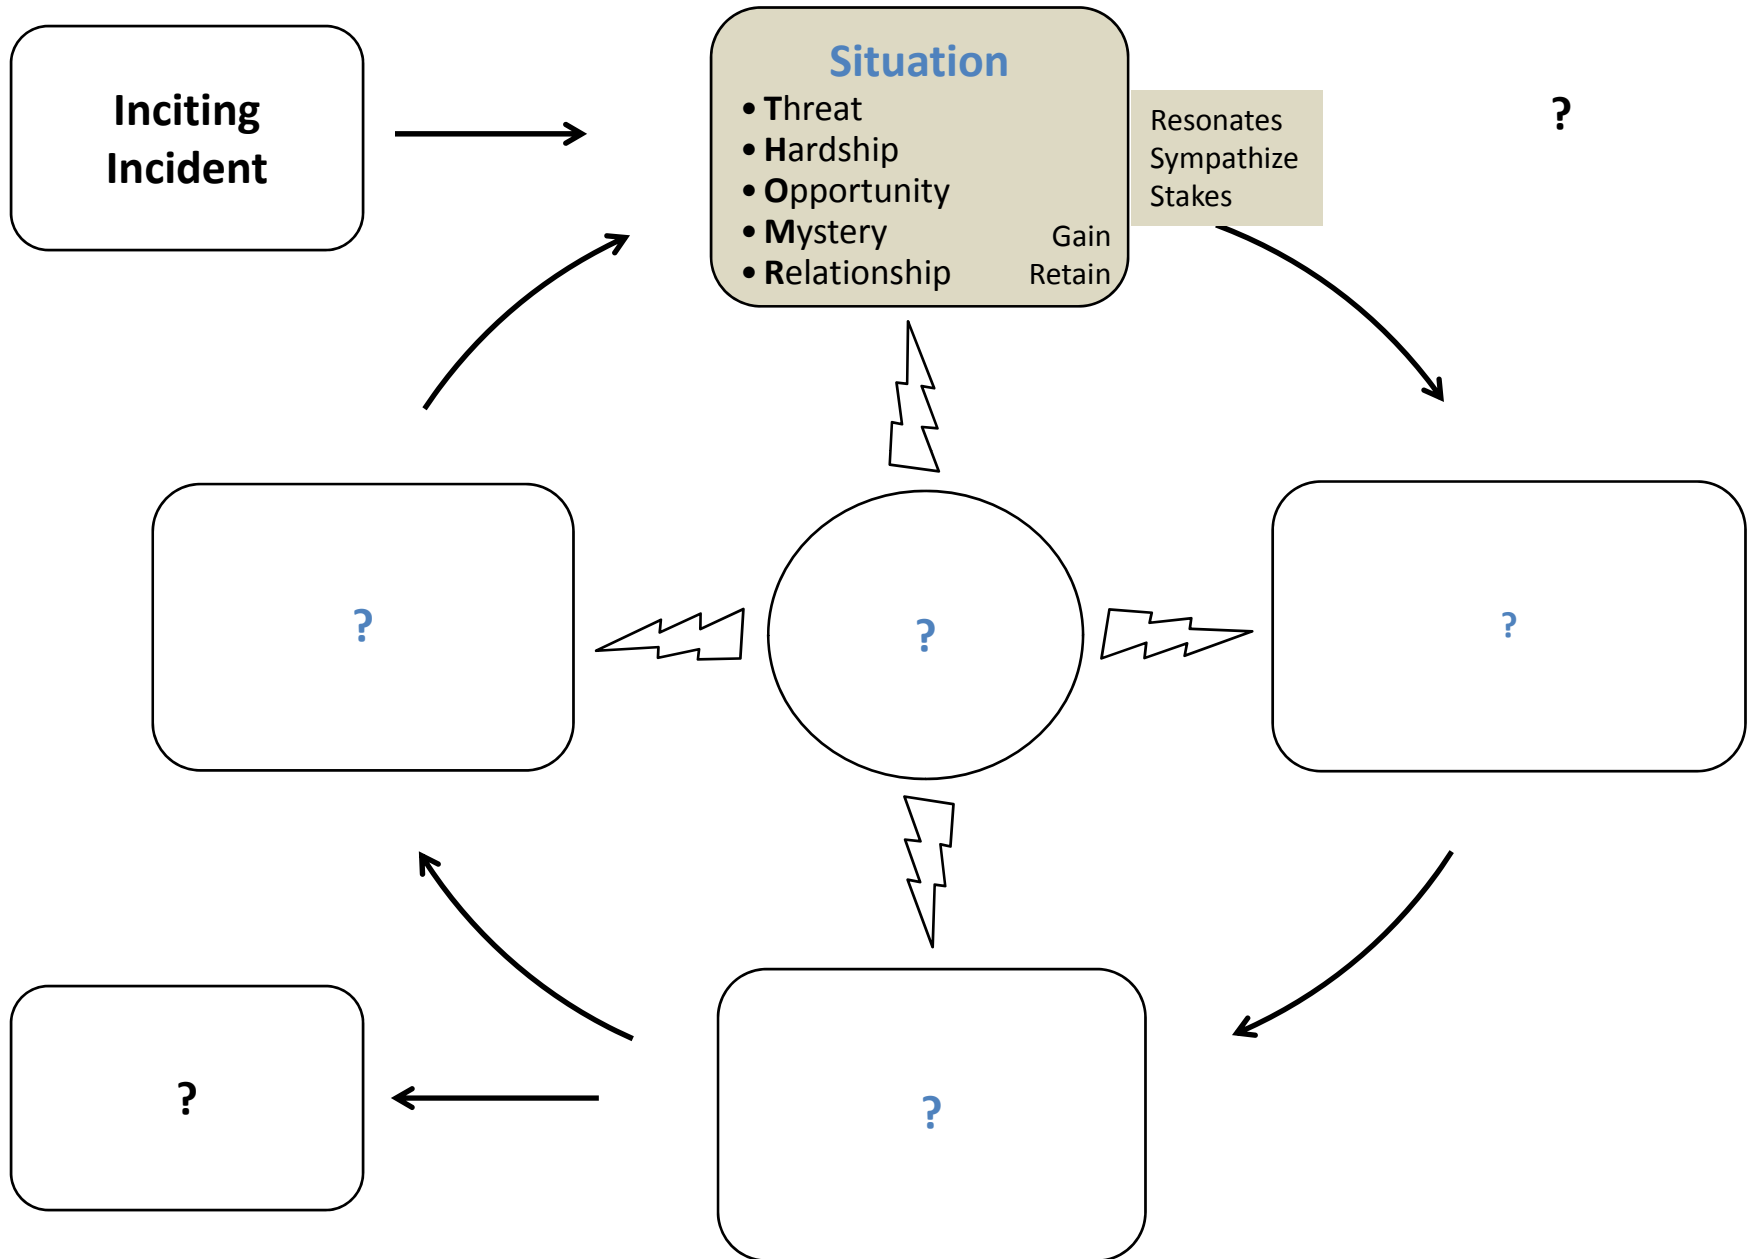 Inciting
Incident
Situation
• Threat
• Hardship
• Opportunity
• Mystery
• Relationship
Gain
Retain
Resonates
Sympathize
Stakes
?
?
?
?
?
?